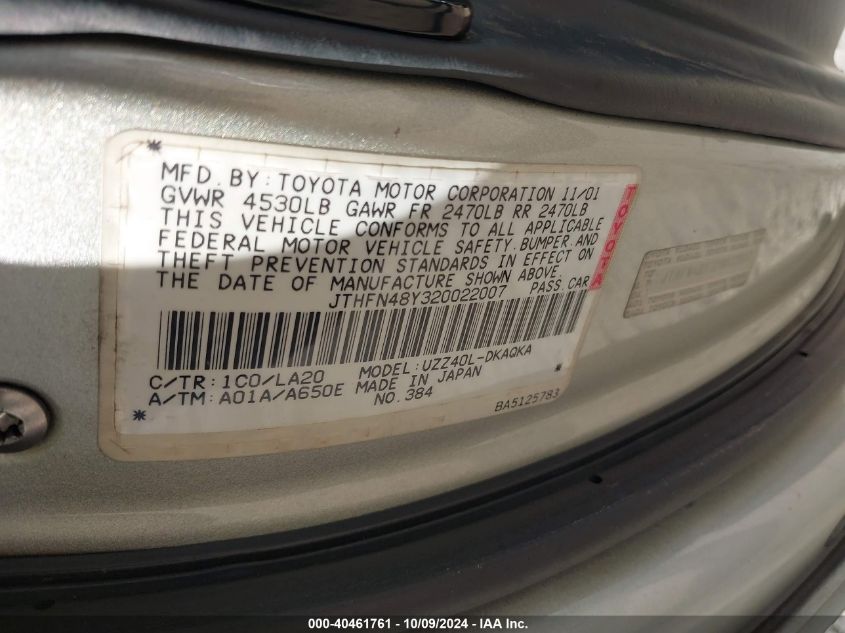 MFD. BY: TOYOTA MOTOR CORPORATION 11/01
GVWR 4530LB GAWR FR 2470LB RR 2470LB
THIS VEHICLE CONFORMS TO ALL APPLICABLE
FEDERAL MOTOR VEHICLE SAFETY. BUMPER. AND
THEFT PREVENTION STANDARDS IN EFFECT ON
THE DATE OF MANUFACTURE SHOWN ABOVE.
JTHFN48Y320022007 PASS. CAR
TOYOTA
C/TR: 1C0/LA20 MODEL: UZZ40L-DKAQKA
A/TM: A01A/A650E MADE IN JAPAN
NO. 384
BA5125783
000-40461761 - 10/09/2024 - IAA Inc.